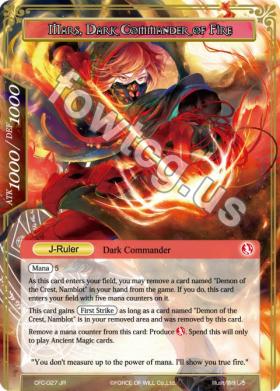 Mars, Dark Commander of Fire
ATK 1000 / DEF 1000
fowtcg.us
J-Ruler
Dark Commander
Mana 5
As this card enters your field, you may remove a card named "Demon of
the Crest, Namblot" in your hand from the game. If you do, this card
enters your field with five mana counters on it.
This card gains First Strike as long as a card named "Demon of the
Crest, Namblot" is in your removed area and was removed by this card.
Remove a mana counter from this card: Produce. Spend this mana only
to play Ancient Magic cards.
"You don't measure up to the power of mana. I'll show you true fire."
CFC-027 JR
©FORCE OF WILL Co.,Ltd.